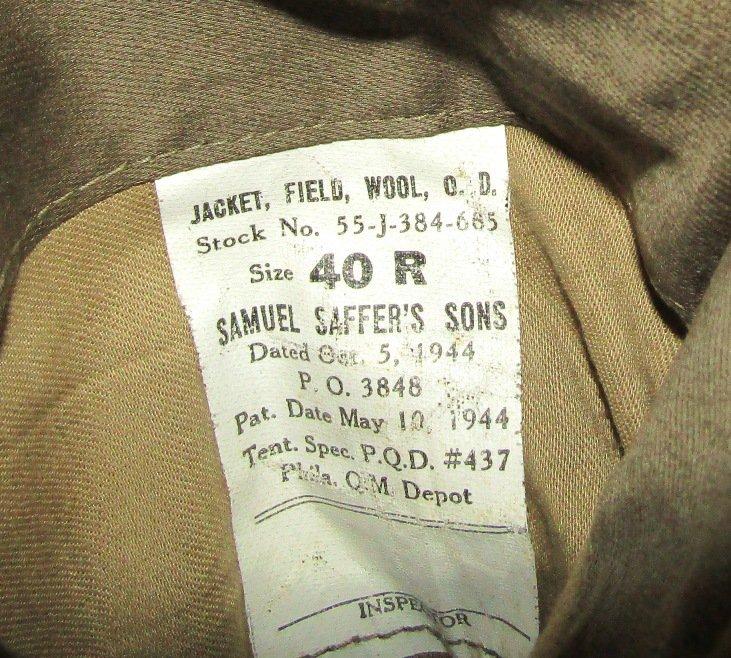 JACKET, FIELD, WOOL, O. D.
Stock No. 55-J-384-685
Size 40 R
SAMUEL SAFFER'S SONS
Dated Oct. 5, 1944
P. O. 3848
Pat. Date May 10, 1944
Tent. Spec. P.Q.D. #437
Phila. Q.M. Depot
INSPECTOR